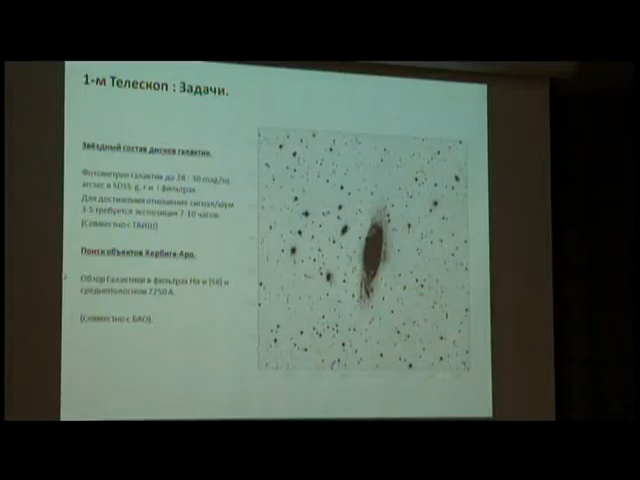 1-м Телескоп : Задачи.
Звёздный состав дисков галактик.
Фотометрия галактик до 28 - 30 mag/sq.
arcsec в SDSS g, r и i фильтрах.
Для достижения отношения сигнал/шум
3-5 требуется экспозиция 7-10 часов.
(Совместно с ГАИШ)
Поиск объектов Хербига-Аро.
Обзор Галактики в фильтрах Hα и [SII] и
среднеполосном 7250 А.
(Совместно с БАО).